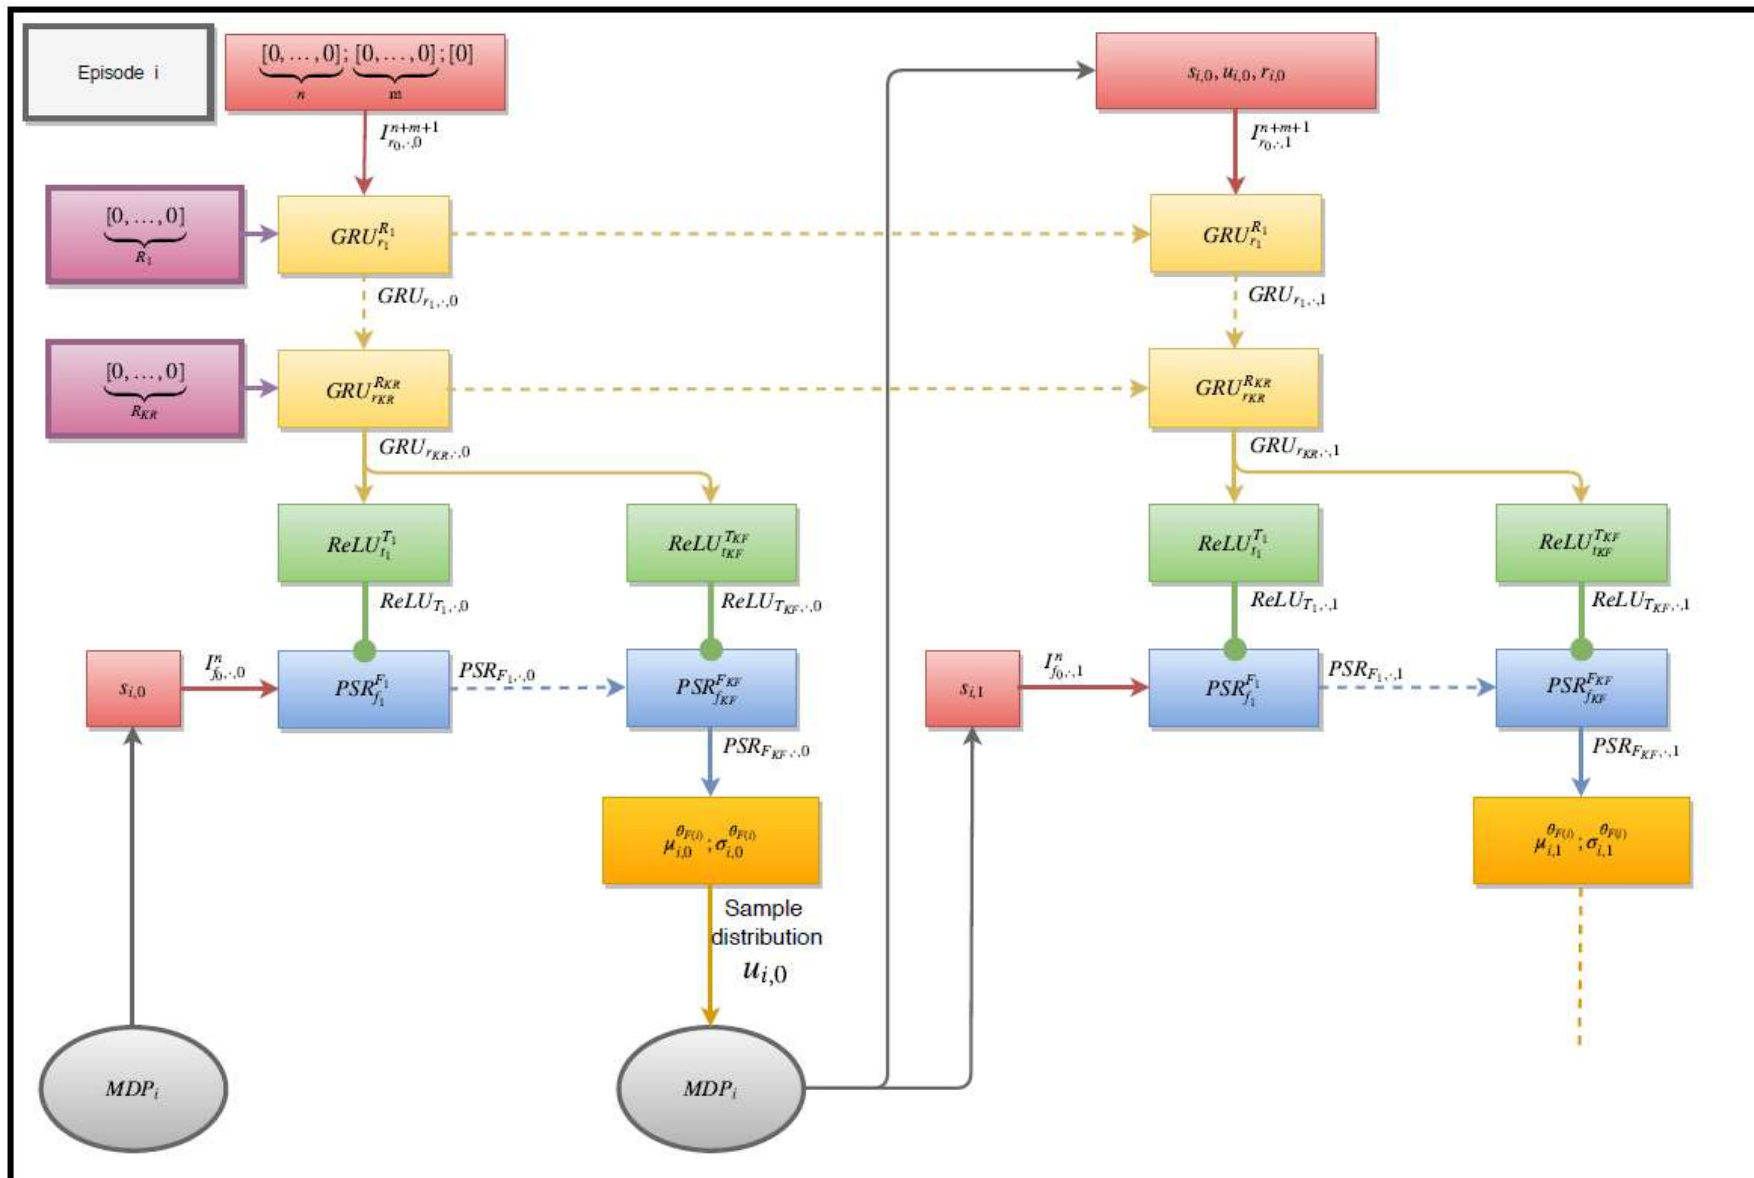 Episode i
[0, …, 0] ; [0, …, 0] ; [0]
n m
s_{i,0}, u_{i,0}, r_{i,0}
I^{n+m+1}_{r_0,·,0}
I^{n+m+1}_{r_0,·,1}
[0, …, 0]
R_1
GRU^{R_1}_{r_1}
GRU^{R_1}_{r_1}
GRU_{r_1,·,0}
GRU_{r_1,·,1}
[0, …, 0]
R_{KR}
GRU^{R_{KR}}_{r_{KR}}
GRU^{R_{KR}}_{r_{KR}}
GRU_{r_{KR},·,0}
GRU_{r_{KR},·,1}
ReLU^{T_1}_{t_1}
ReLU^{T_{KF}}_{t_{KF}}
ReLU^{T_1}_{t_1}
ReLU^{T_{KF}}_{t_{KF}}
ReLU_{T_1,·,0}
ReLU_{T_{KF},·,0}
ReLU_{T_1,·,1}
ReLU_{T_{KF},·,1}
s_{i,0}
I^n_{f_0,·,0}
PSR^{F_1}_{f_1}
PSR_{F_1,·,0}
PSR^{F_{KF}}_{f_{KF}}
s_{i,1}
I^n_{f_0,·,1}
PSR^{F_1}_{f_1}
PSR_{F_1,·,1}
PSR^{F_{KF}}_{f_{KF}}
PSR_{F_{KF},·,0}
PSR_{F_{KF},·,1}
μ^{θ_{F(i)}}_{i,0} ; σ^{θ_{F(i)}}_{i,0}
μ^{θ_{F(i)}}_{i,1} ; σ^{θ_{F(i)}}_{i,1}
Sample
distribution
u_{i,0}
MDP_i
MDP_i